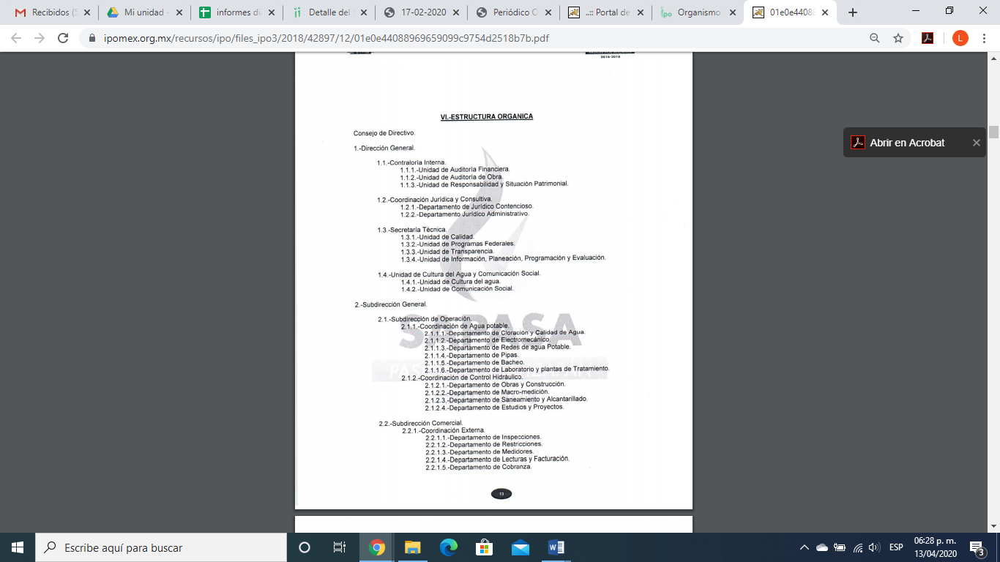 Recibidos (5
Mi unidad -
informes di
Detalle del
17-02-2020
Periódico O
..:: Portal de
Organismo
01e0e4408
ipomex.org.mx/recursos/ipo/files_ipo3/2018/42897/12/01e0e44088969659099c9754d2518b7b.pdf
L
2016-2018
Abrir en Acrobat
VI.-ESTRUCTURA ORGANICA
Consejo de Directivo.
1.-Dirección General.
1.1.-Contraloría Interna.
1.1.1.-Unidad de Auditoría Financiera.
1.1.2.-Unidad de Auditoría de Obra.
1.1.3.-Unidad de Responsabilidad y Situación Patrimonial.
1.2.-Coordinación Jurídica y Consultiva.
1.2.1.-Departamento de Jurídico Contencioso.
1.2.2.-Departamento Jurídico Administrativo.
1.3.-Secretaría Técnica.
1.3.1.-Unidad de Calidad.
1.3.2.-Unidad de Programas Federales.
1.3.3.-Unidad de Transparencia.
1.3.4.-Unidad de Información, Planeación, Programación y Evaluación.
1.4.-Unidad de Cultura del Agua y Comunicación Social.
1.4.1.-Unidad de Cultura del agua.
1.4.2.-Unidad de Comunicación Social.
2.-Subdirección General.
2.1.-Subdirección de Operación.
2.1.1.-Coordinación de Agua potable.
2.1.1.1.-Departamento de Cloración y Calidad de Agua.
2.1.1.2.-Departamento de Electromecánico.
2.1.1.3.-Departamento de Redes de agua Potable.
2.1.1.4.-Departamento de Pipas.
2.1.1.5.-Departamento de Bacheo.
2.1.1.6.-Departamento de Laboratorio y plantas de Tratamiento.
2.1.2.-Coordinación de Control Hidráulico.
2.1.2.1.-Departamento de Obras y Construcción.
2.1.2.2.-Departamento de Macro-medición.
2.1.2.3.-Departamento de Saneamiento y Alcantarillado.
2.1.2.4.-Departamento de Estudios y Proyectos.
2.2.-Subdirección Comercial.
2.2.1.-Coordinación Externa.
2.2.1.1.-Departamento de Inspecciones.
2.2.1.2.-Departamento de Restricciones.
2.2.1.3.-Departamento de Medidores.
2.2.1.4.-Departamento de Lecturas y Facturación.
2.2.1.5.-Departamento de Cobranza.
SAPASA
13
Escribe aquí para buscar
ESP
06:28 p. m.
13/04/2020
3